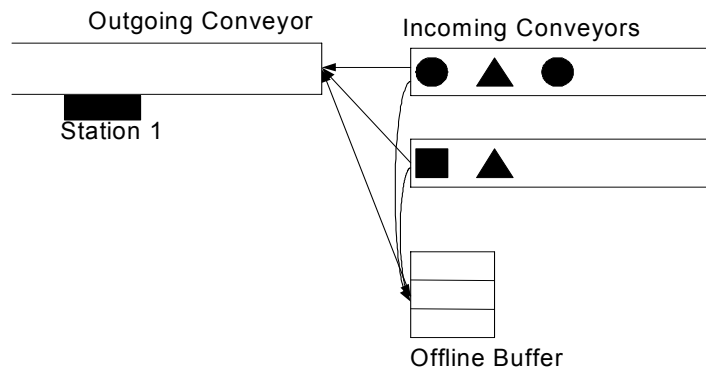 Outgoing Conveyor
Incoming Conveyors
Station 1
Offline Buffer